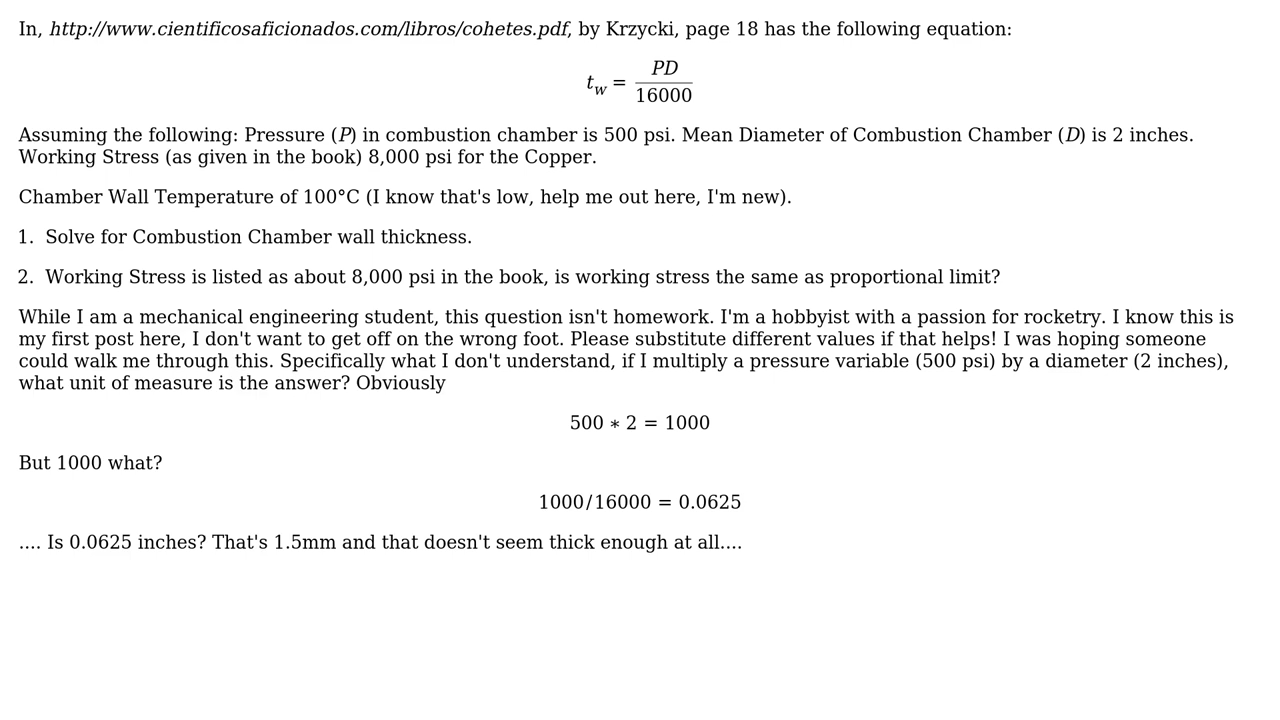 In, http://www.cientificosaficionados.com/libros/cohetes.pdf, by Krzycki, page 18 has the following equation:
t_w = PD / 16000
Assuming the following: Pressure (P) in combustion chamber is 500 psi. Mean Diameter of Combustion Chamber (D) is 2 inches.
Working Stress (as given in the book) 8,000 psi for the Copper.
Chamber Wall Temperature of 100°C (I know that's low, help me out here, I'm new).
1. Solve for Combustion Chamber wall thickness.
2. Working Stress is listed as about 8,000 psi in the book, is working stress the same as proportional limit?
While I am a mechanical engineering student, this question isn't homework. I'm a hobbyist with a passion for rocketry. I know this is
my first post here, I don't want to get off on the wrong foot. Please substitute different values if that helps! I was hoping someone
could walk me through this. Specifically what I don't understand, if I multiply a pressure variable (500 psi) by a diameter (2 inches),
what unit of measure is the answer? Obviously
500 ∗ 2 = 1000
But 1000 what?
1000/16000 = 0.0625
.... Is 0.0625 inches? That's 1.5mm and that doesn't seem thick enough at all....